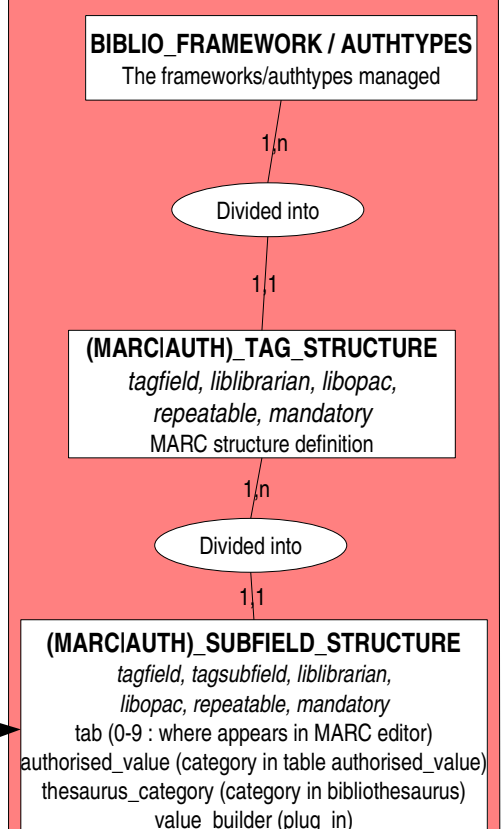 BIBLIO_FRAMEWORK / AUTHTYPES
The frameworks/authtypes managed
1,n
Divided into
1,1
(MARC|AUTH)_TAG_STRUCTURE
tagfield, liblibrarian, libopac,
repeatable, mandatory
MARC structure definition
1,n
Divided into
1,1
(MARC|AUTH)_SUBFIELD_STRUCTURE
tagfield, tagsubfield, liblibrarian,
libopac, repeatable, mandatory
tab (0-9 : where appears in MARC editor)
authorised_value (category in table authorised_value)
thesaurus_category (category in bibliothesaurus)
value_builder (plug_in)